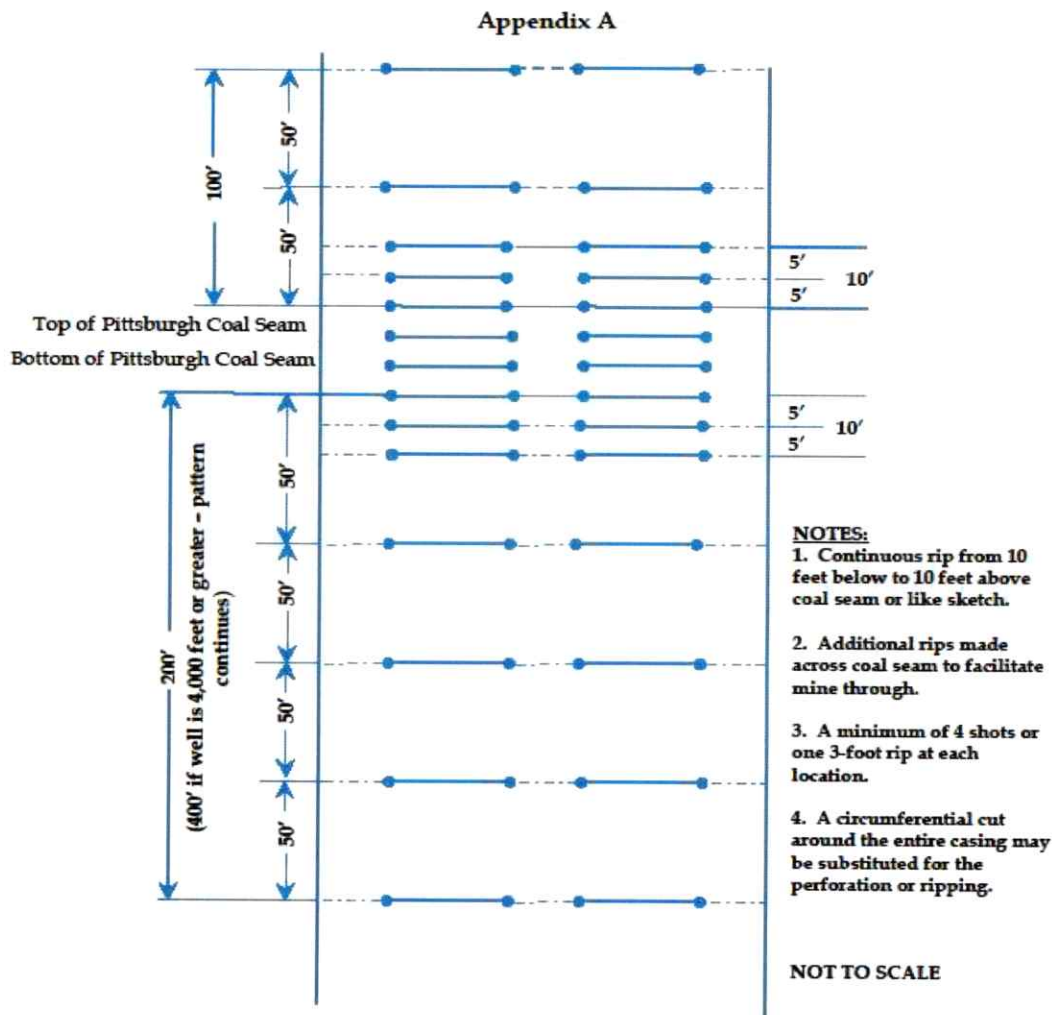 Appendix A
100'
50'
50'
5'
10'
5'
Top of Pittsburgh Coal Seam
Bottom of Pittsburgh Coal Seam
5'
10'
5'
200'
(400' if well is 4,000 feet or greater – pattern
continues)
50'
50'
50'
50'
NOTES:
1. Continuous rip from 10
feet below to 10 feet above
coal seam or like sketch.
2. Additional rips made
across coal seam to facilitate
mine through.
3. A minimum of 4 shots or
one 3-foot rip at each
location.
4. A circumferential cut
around the entire casing may
be substituted for the
perforation or ripping.
NOT TO SCALE